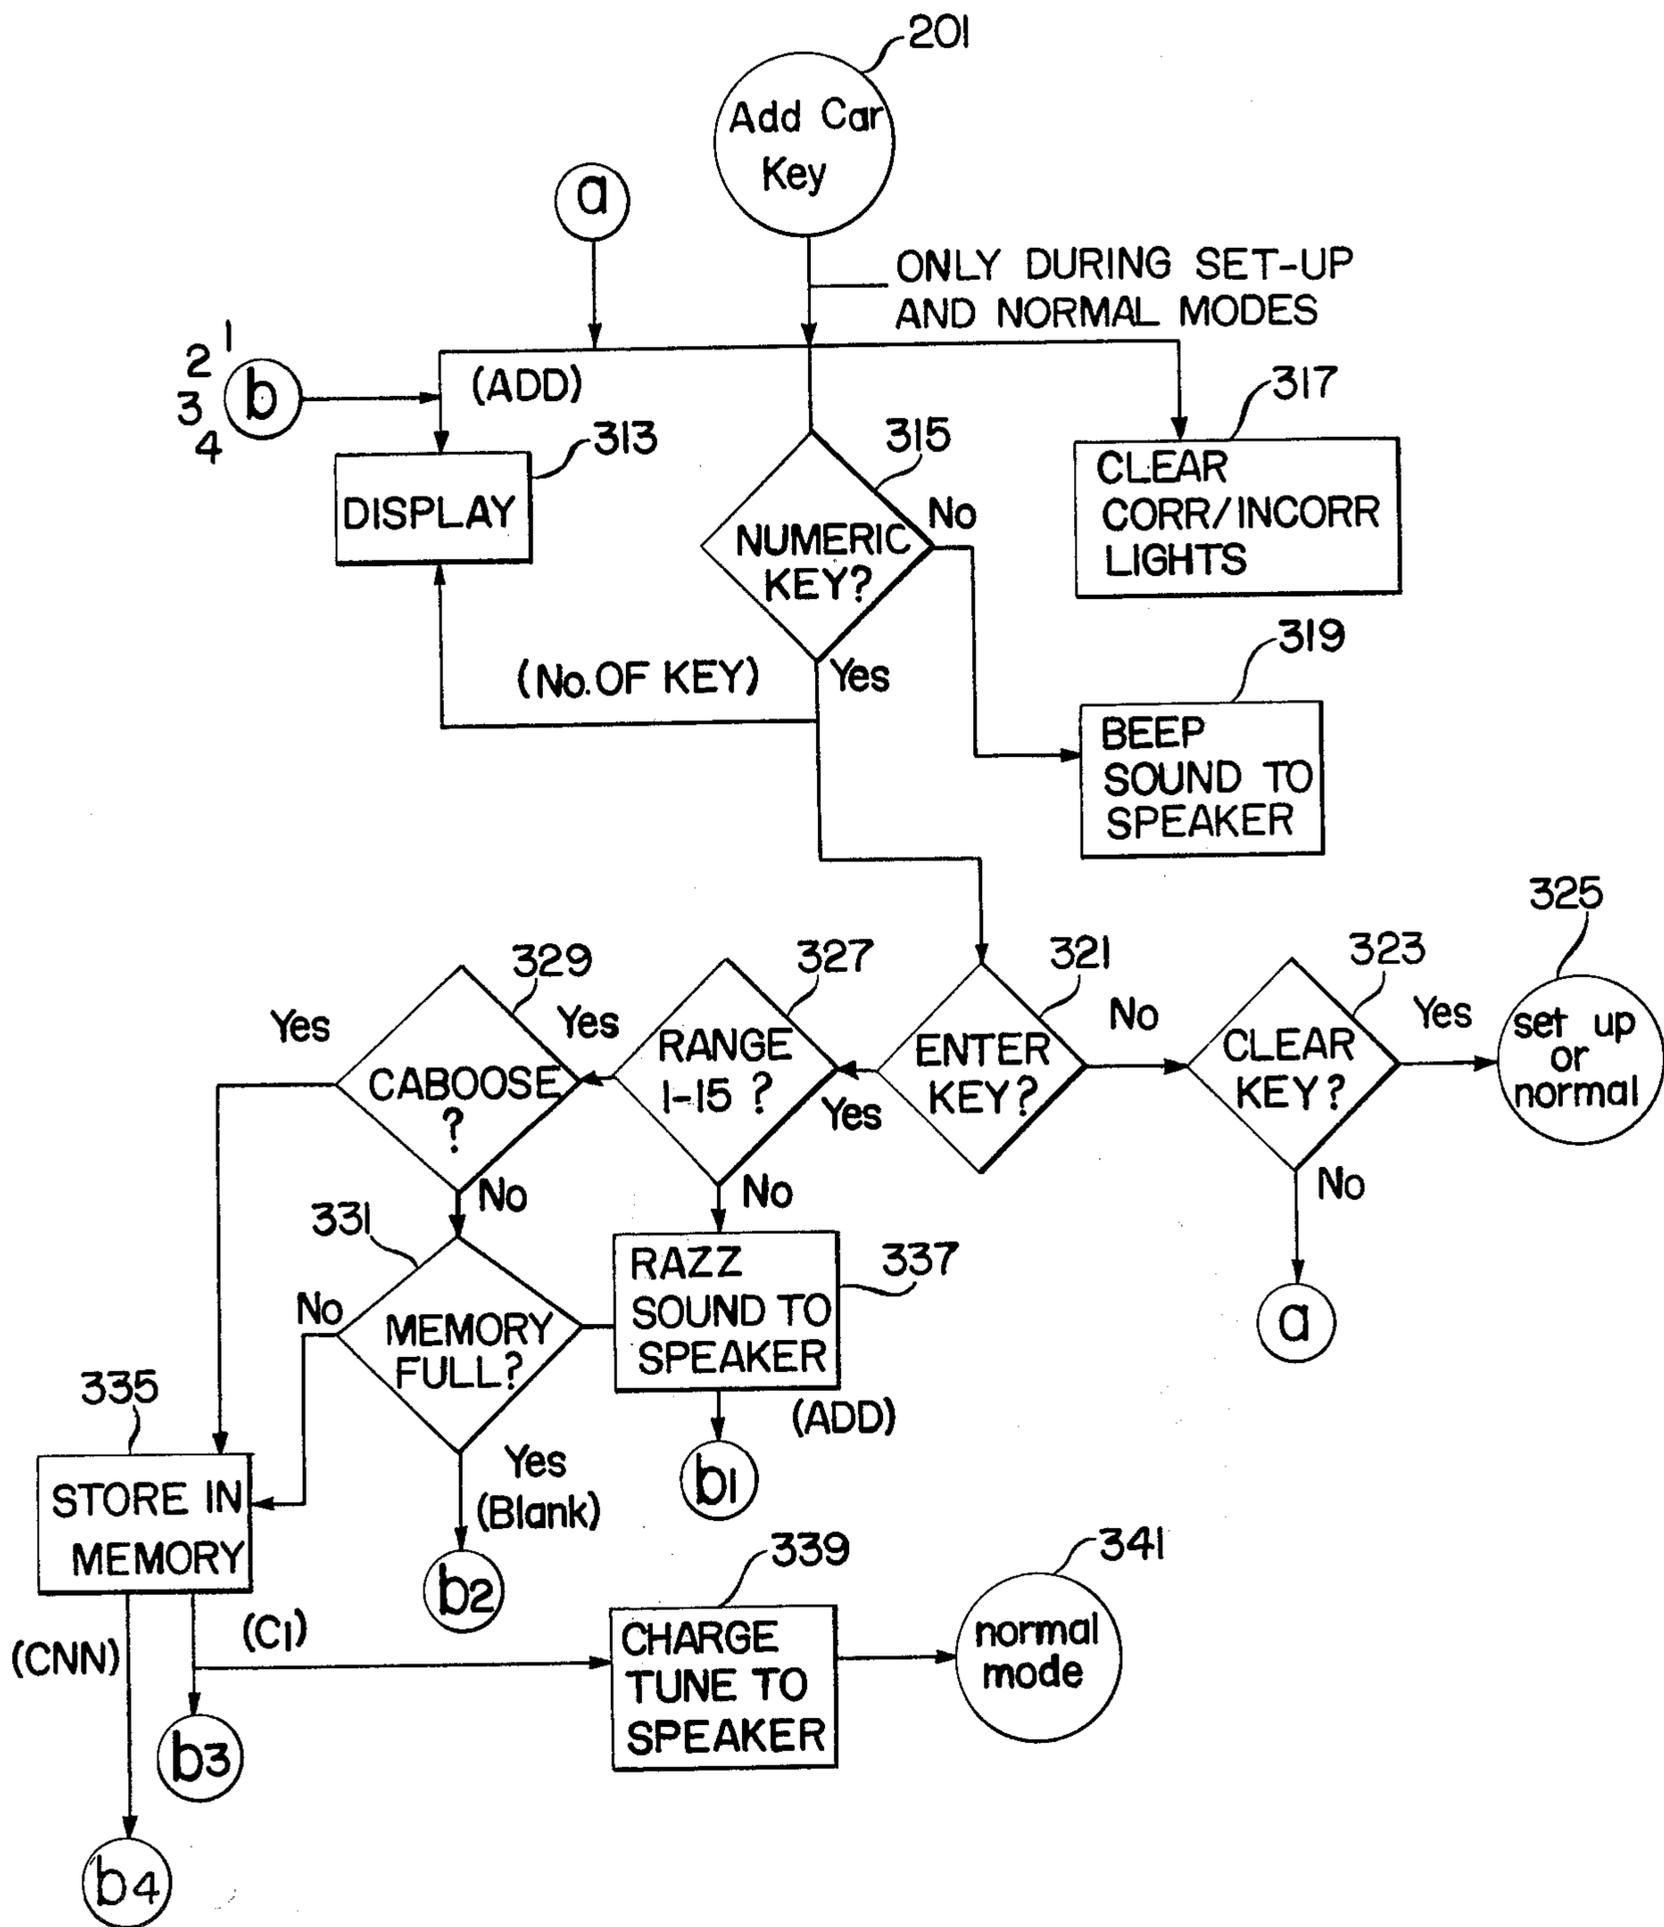 201
Add Car
Key
a
ONLY DURING SET-UP
AND NORMAL MODES
1
2
3
4
b
(ADD)
317
313
315
DISPLAY
NUMERIC
KEY?
No
CLEAR
CORR/INCORR
LIGHTS
319
(No. OF KEY)
Yes
BEEP
SOUND TO
SPEAKER
325
329
327
321
323
Yes
Yes
No
Yes
set up
or
normal
CABOOSE
?
RANGE
1-15 ?
Yes
ENTER
KEY?
CLEAR
KEY?
No
No
No
331
337
RAZZ
SOUND TO
SPEAKER
a
No
MEMORY
FULL?
335
(ADD)
Yes
(Blank)
b1
STORE IN
MEMORY
b2
339
341
(CNN)
(C1)
CHARGE
TUNE TO
SPEAKER
normal
mode
b3
b4